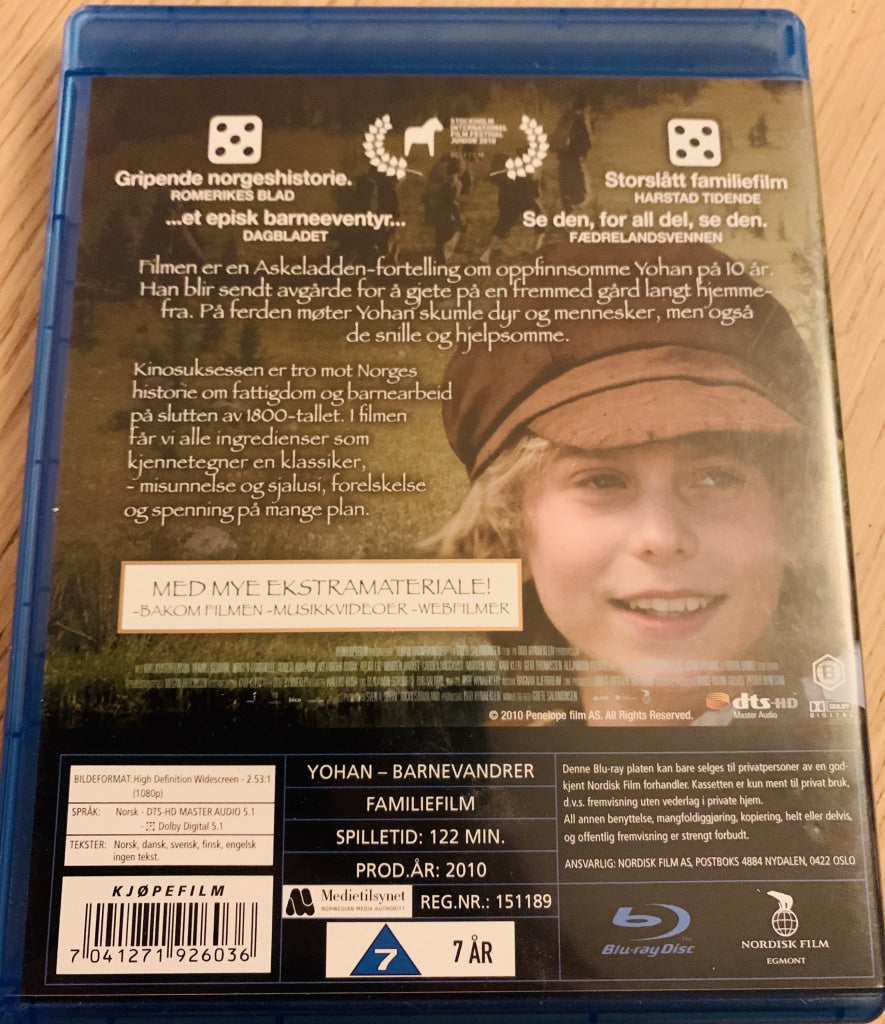 STOCKHOLM
INTERNATIONAL
FILM FESTIVAL
JUNIOR 2010
Gripende norgeshistorie.
ROMERIKES BLAD
...et episk barneeventyr...
DAGBLADET
Storslått familiefilm
HARSTAD TIDENDE
Se den, for all del, se den.
FÆDRELANDSVENNEN
Filmen er en Askeladden-fortelling om oppfinnsomme Yohan på 10 år.
Han blir sendt avgårde for å gjete på en fremmed gård langt hjemme-
fra. På ferden møter Yohan skumle dyr og mennesker, men også
de snille og hjelpsomme.
Kinosuksessen er tro mot Norges
historie om fattigdom og barnearbeid
på slutten av 1800-tallet. I filmen
får vi alle ingredienser som
kjennetegner en klassiker,
- misunnelse og sjalusi, forelskelse
og spenning på mange plan.
MED MYE EKSTRAMATERIALE!
-BAKOM FILMEN -MUSIKKVIDEOER -WEBFILMER
© 2010 Penelope film AS. All Rights Reserved.
dts-HD
Master Audio
B
DOLBY
DIGITAL
BILDEFORMAT: High Definition Widescreen - 2.53:1
(1080p)
SPRÅK: Norsk - DTS-HD MASTER AUDIO 5.1
- Dolby Digital 5.1
TEKSTER: Norsk, dansk, svensk, finsk, engelsk
ingen tekst.
KJØPEFILM
7 041271 926036
YOHAN – BARNEVANDRER
FAMILIEFILM
SPILLETID: 122 MIN.
PROD.ÅR: 2010
Medietilsynet
NORWEGIAN MEDIA AUTHORITY
REG.NR.: 151189
7
7 ÅR
Denne Blu-ray platen kan bare selges til privatpersoner av en god-
kjent Nordisk Film forhandler. Kassetten er kun ment til privat bruk,
d.v.s. fremvisning uten vederlag i private hjem.
All annen benyttelse, mangfoldiggjøring, kopiering, helt eller delvis,
og offentlig fremvisning er strengt forbudt.
ANSVARLIG: NORDISK FILM AS, POSTBOKS 4884 NYDALEN, 0422 OSLO
Blu-ray Disc
NORDISK FILM
EGMONT